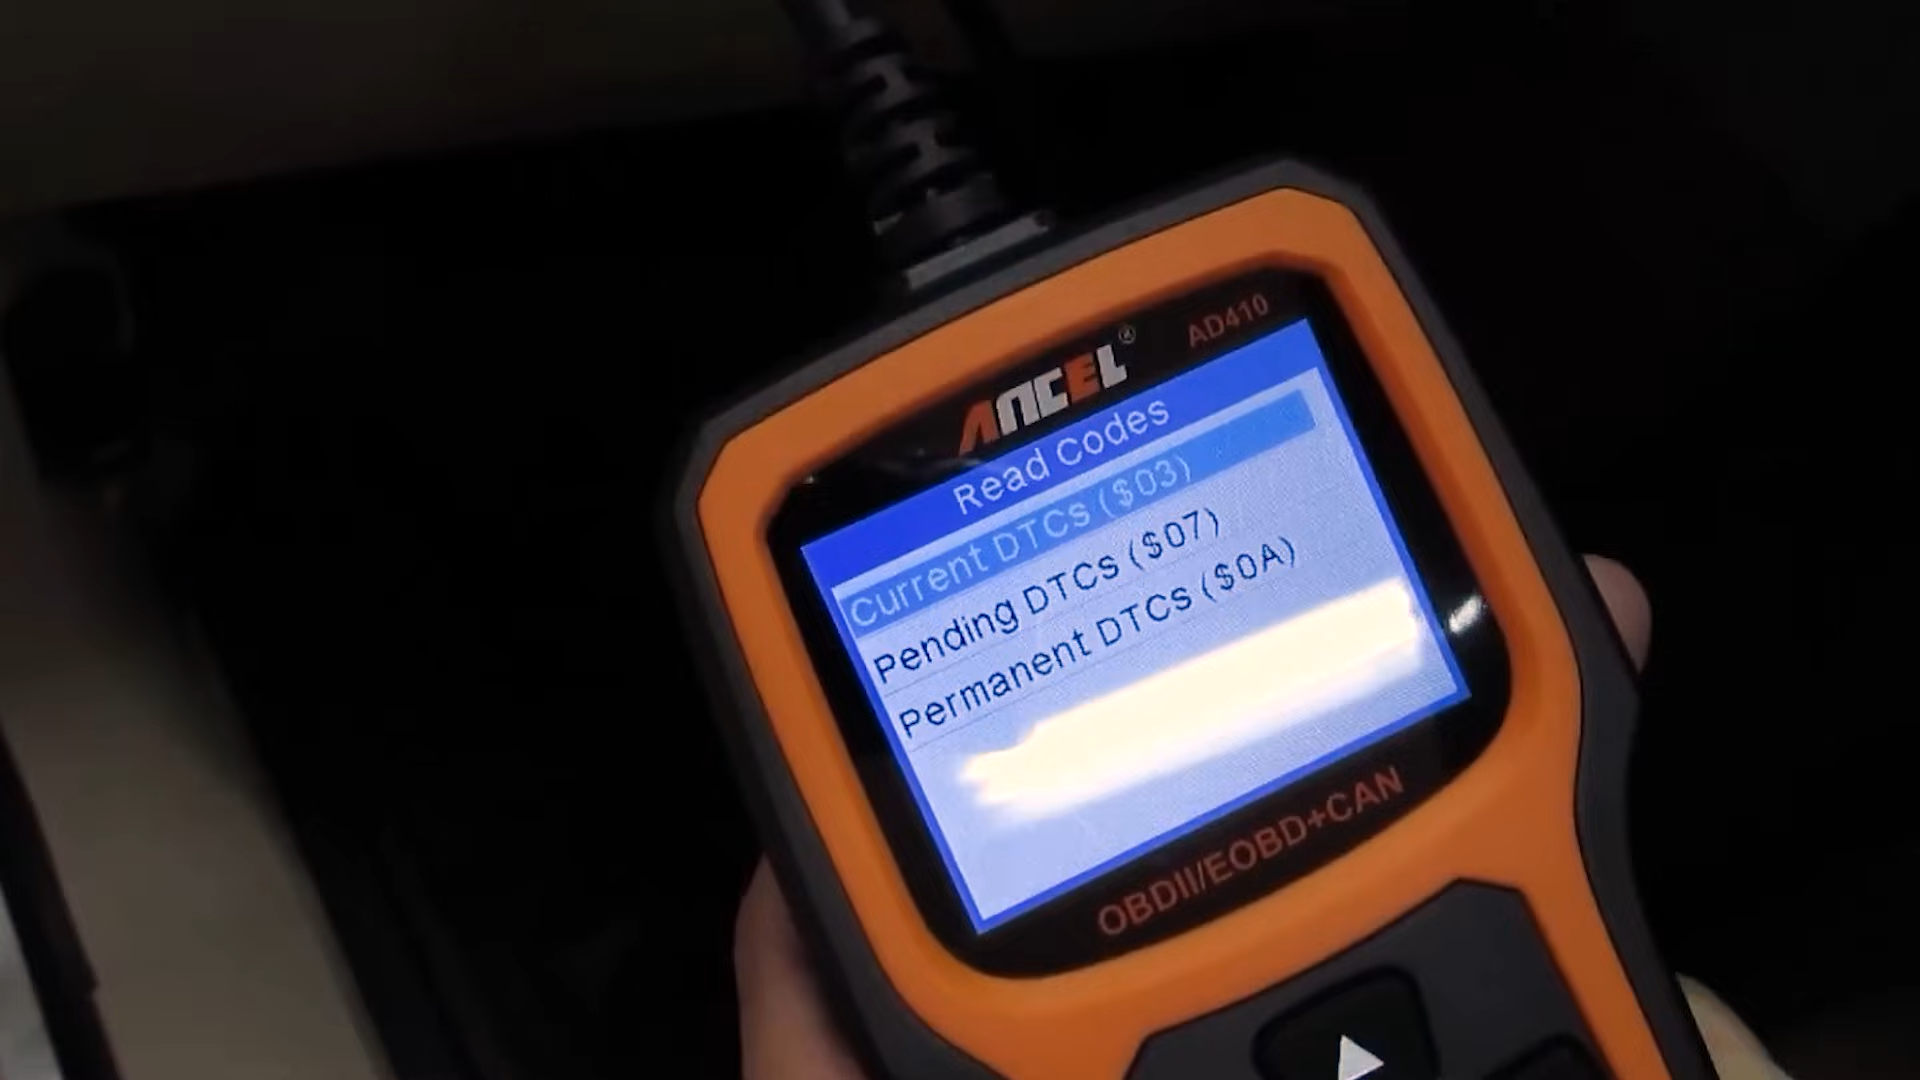 ANCEL®
AD410
Read Codes
Current DTCs ($03)
Pending DTCs ($07)
Permanent DTCs ($0A)
OBDII/EOBD+CAN